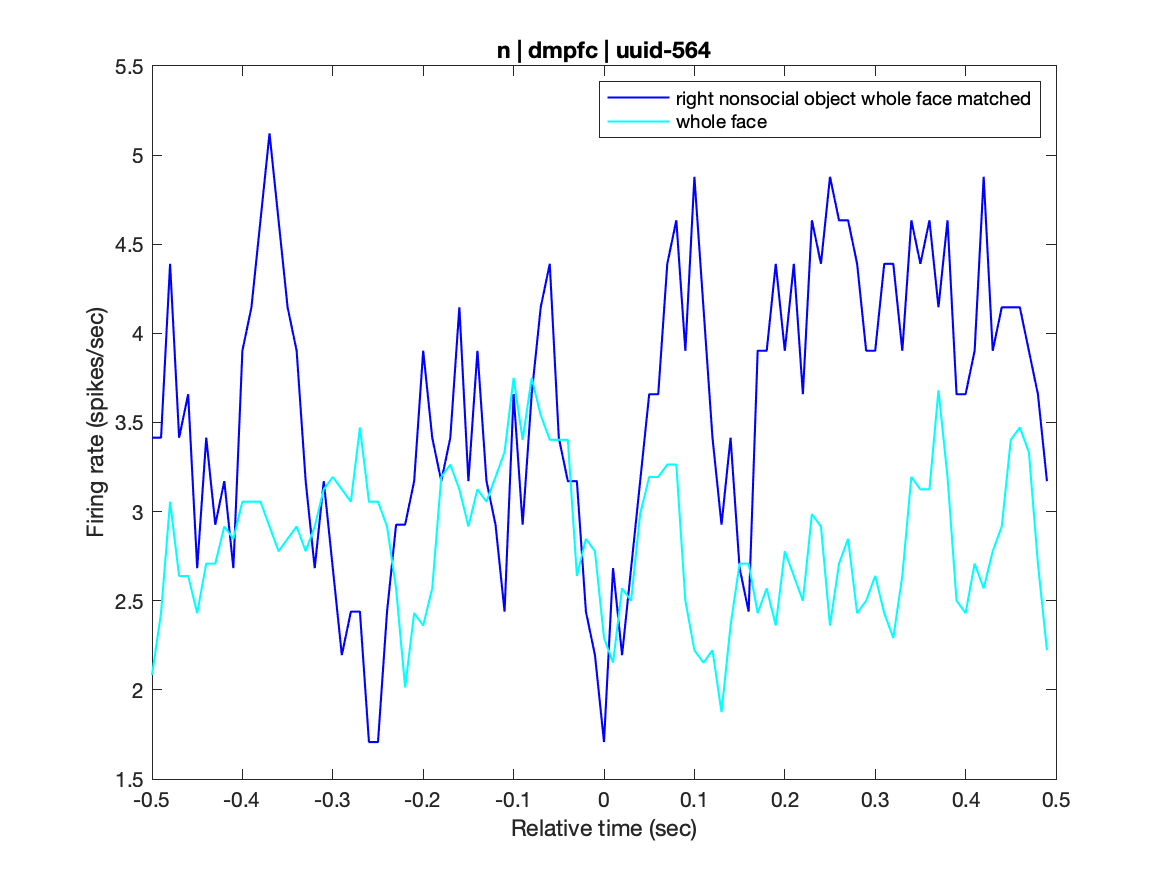 n | dmpfc | uuid-564
right nonsocial object whole face matched
whole face
Firing rate (spikes/sec)
5.5
5
4.5
4
3.5
3
2.5
2
1.5
-0.5 -0.4 -0.3 -0.2 -0.1 0 0.1 0.2 0.3 0.4 0.5
Relative time (sec)